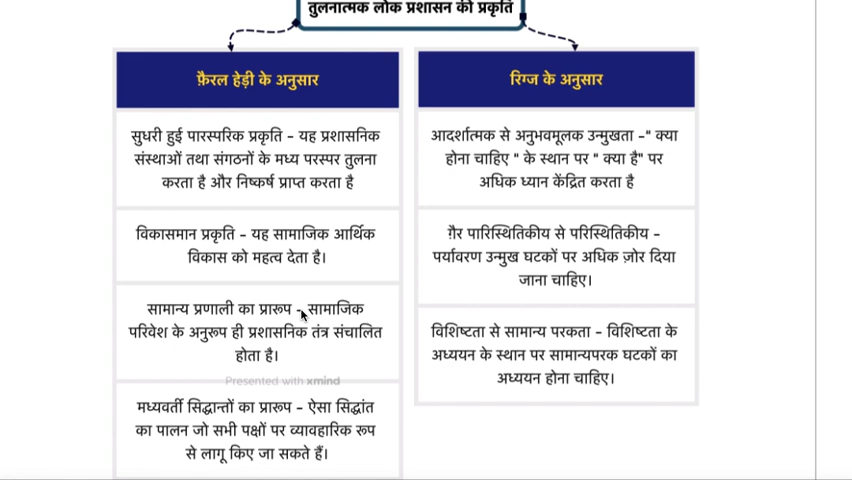 तुलनात्मक लोक प्रशासन की प्रकृति
फ़ैरल हेड़ी के अनुसार
सुधरी हुई पारस्परिक प्रकृति – यह प्रशासनिक
संस्थाओं तथा संगठनों के मध्य परस्पर तुलना
करता है और निष्कर्ष प्राप्त करता है
विकासमान प्रकृति – यह सामाजिक आर्थिक
विकास को महत्व देता है।
सामान्य प्रणाली का प्रारूप – सामाजिक
परिवेश के अनुरूप ही प्रशासनिक तंत्र संचालित
होता है।
Presented with xmind
मध्यवर्ती सिद्धान्तों का प्रारूप – ऐसा सिद्धांत
का पालन जो सभी पक्षों पर व्यावहारिक रूप
से लागू किए जा सकते हैं।
रिग्ज के अनुसार
आदर्शात्मक से अनुभवमूलक उन्मुखता –" क्या
होना चाहिए " के स्थान पर " क्या है" पर
अधिक ध्यान केंद्रित करता है
ग़ैर पारिस्थितिकीय से परिस्थितिकीय –
पर्यावरण उन्मुख घटकों पर अधिक ज़ोर दिया
जाना चाहिए।
विशिष्टता से सामान्य परकता – विशिष्टता के
अध्ययन के स्थान पर सामान्यपरक घटकों का
अध्ययन होना चाहिए।